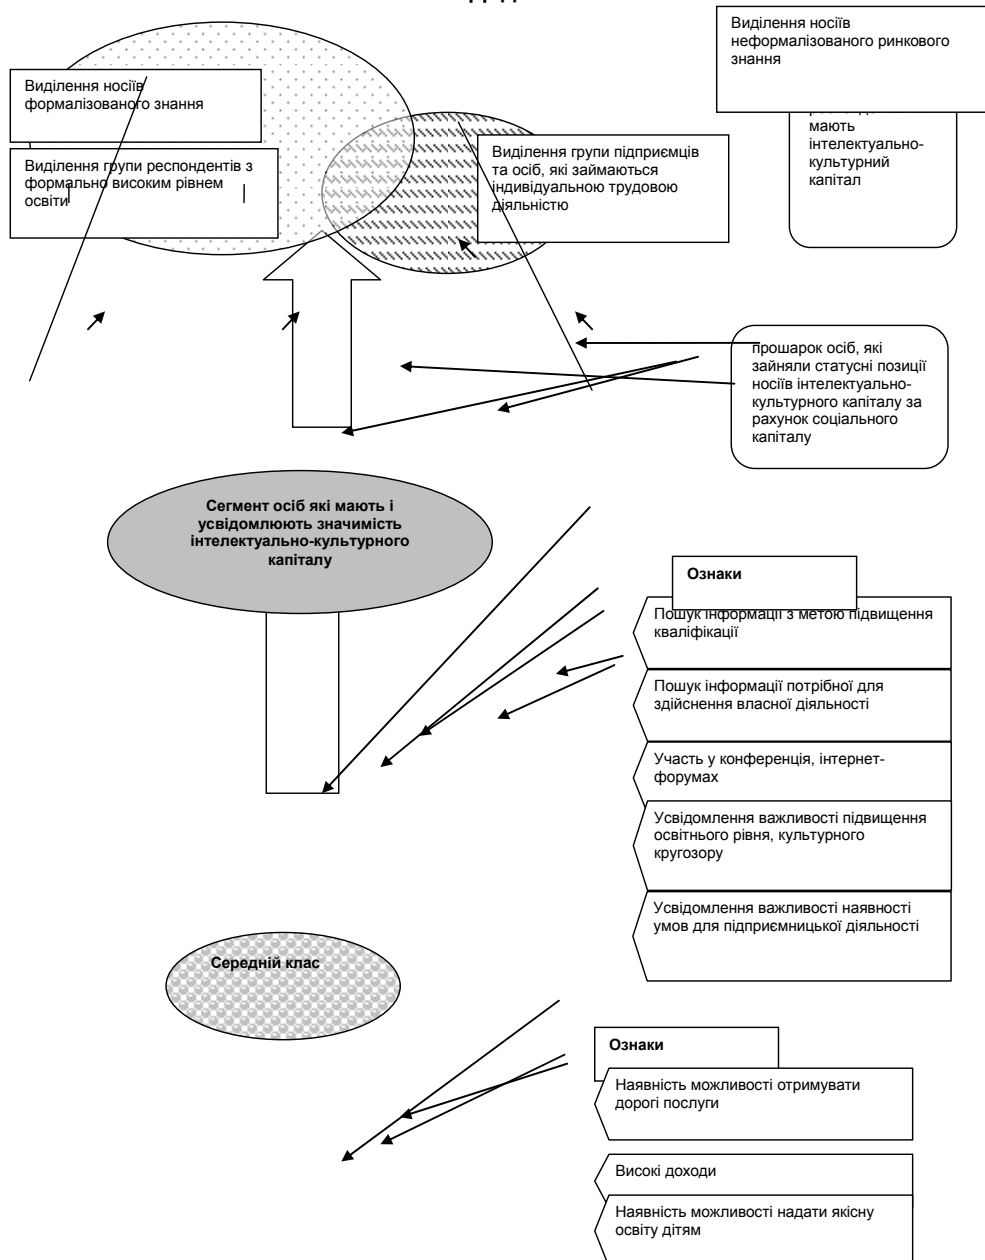 Виділення носіїв
неформалізованого ринкового
знання
Виділення носіїв
формалізованого знання
мають
інтелектуально-
культурний
капітал
Виділення групи респондентів з
формально високим рівнем
освіти
Виділення групи підприємців
та осіб, які займаються
індивідуальною трудовою
діяльністю
прошарок осіб, які
зайняли статусні позиції
носіїв інтелектуально-
культурного капіталу за
рахунок соціального
капіталу
Сегмент осіб які мають і
усвідомлюють значимість
інтелектуально-культурного
капіталу
Ознаки
Пошук інформації з метою підвищення
кваліфікації
Пошук інформації потрібної для
здійснення власної діяльності
Участь у конференція, інтернет-
форумах
Усвідомлення важливості підвищення
освітнього рівня, культурного
кругозору
Усвідомлення важливості наявності
умов для підприємницької діяльності
Середній клас
Ознаки
Наявність можливості отримувати
дорогі послуги
Високі доходи
Наявність можливості надати якісну
освіту дітям